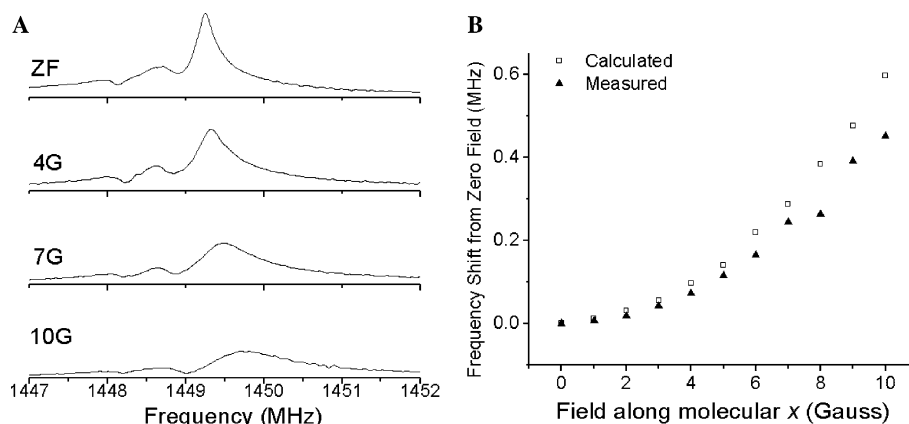 A
ZF
4G
7G
10G
1447 1448 1449 1450 1451 1452
Frequency (MHz)
B
Calculated
Measured
Frequency Shift from Zero Field (MHz)
0.6
0.4
0.2
0.0
0 2 4 6 8 10
Field along molecular x (Gauss)